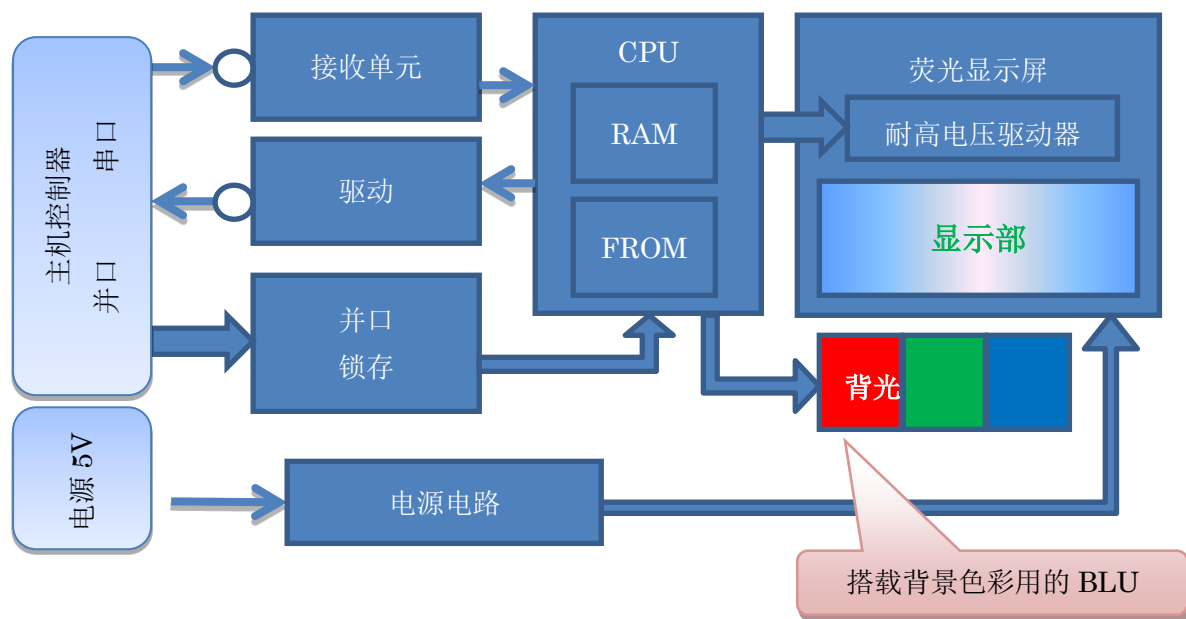 主机控制器
串口
并口
接收单元
CPU
RAM
FROM
荧光显示屏
耐高电压驱动器
显示部
驱动
并口
锁存
背光
电源 5V
电源电路
搭载背景色彩用的 BLU